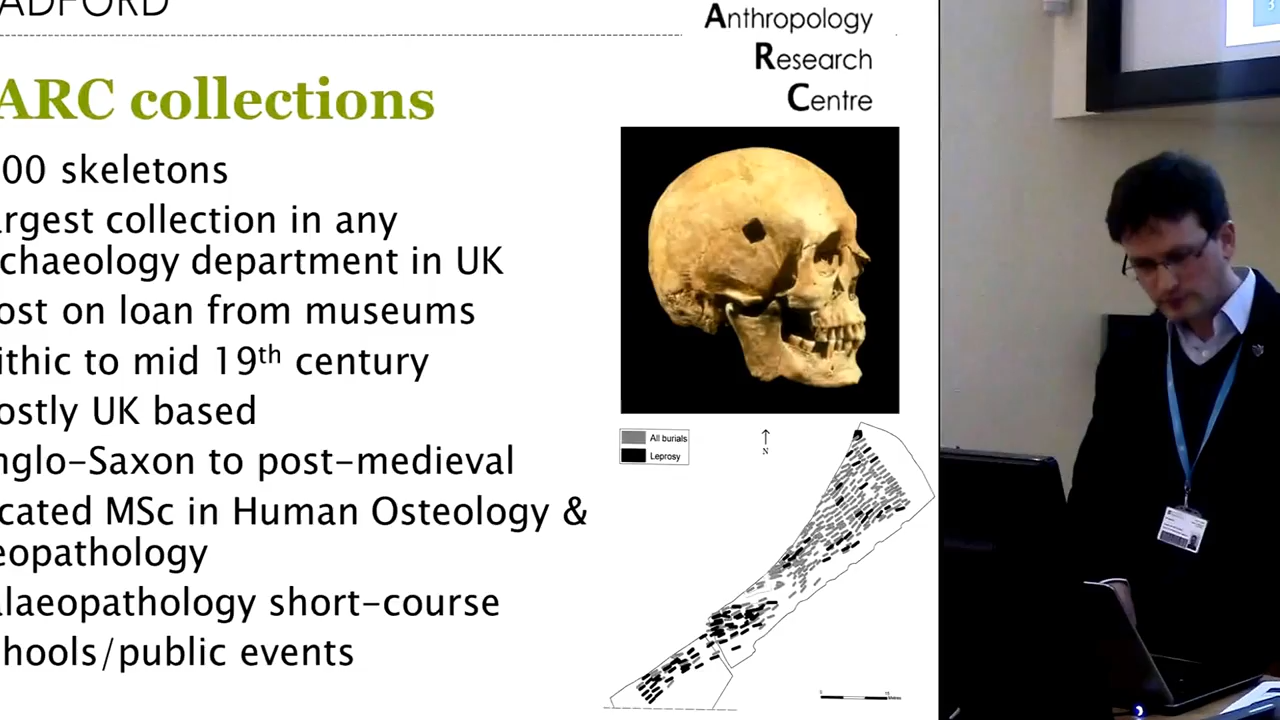 ADFORD
Anthropology
Research
Centre
ARC collections
00 skeletons
argest collection in any
chaeology department in UK
ost on loan from museums
ithic to mid 19th century
ostly UK based
nglo-Saxon to post-medieval
cated MSc in Human Osteology &
eopathology
alaeopathology short-course
hools/public events
All burials
Leprosy
N